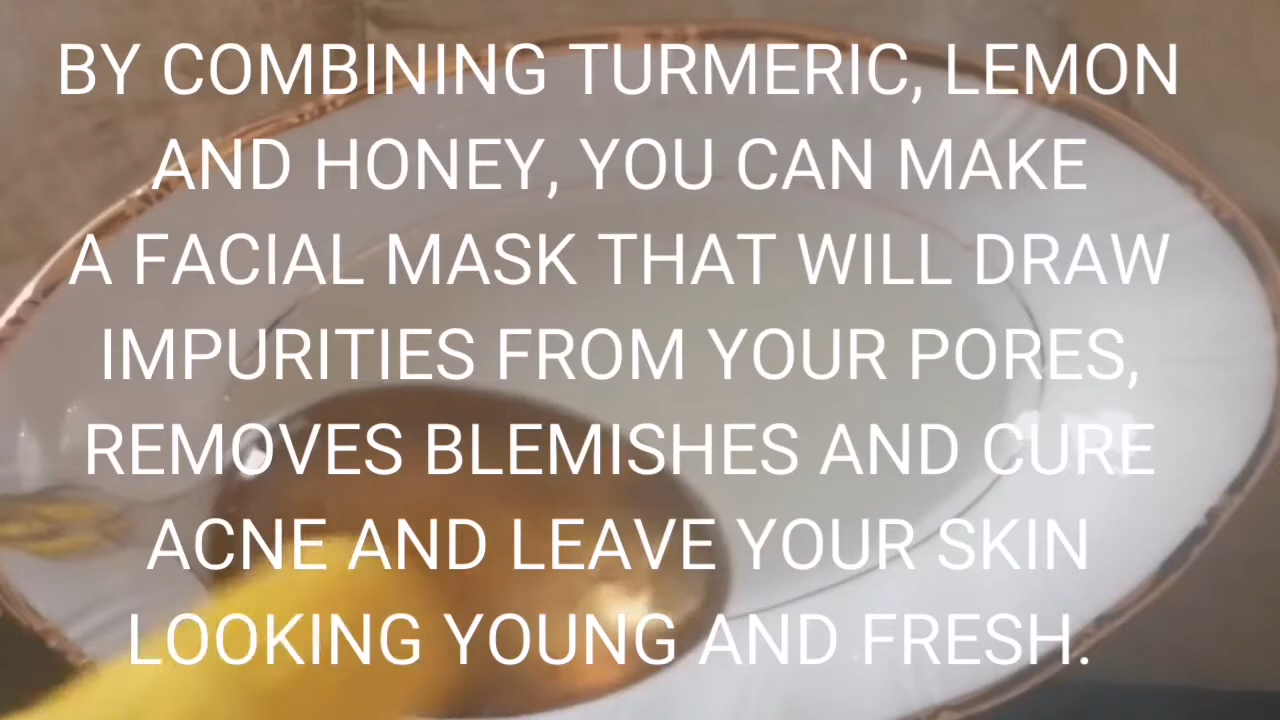 BY COMBINING TURMERIC, LEMON
AND HONEY, YOU CAN MAKE
A FACIAL MASK THAT WILL DRAW
IMPURITIES FROM YOUR PORES,
REMOVES BLEMISHES AND CURE
ACNE AND LEAVE YOUR SKIN
LOOKING YOUNG AND FRESH.